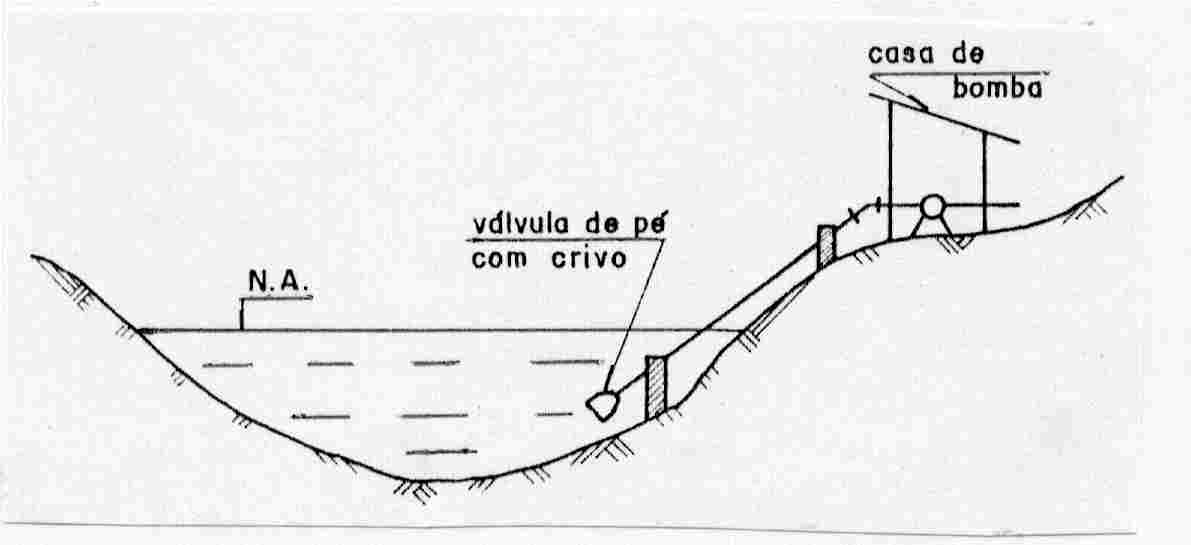 casa de
bomba
válvula de pé
com crivo
N.A.